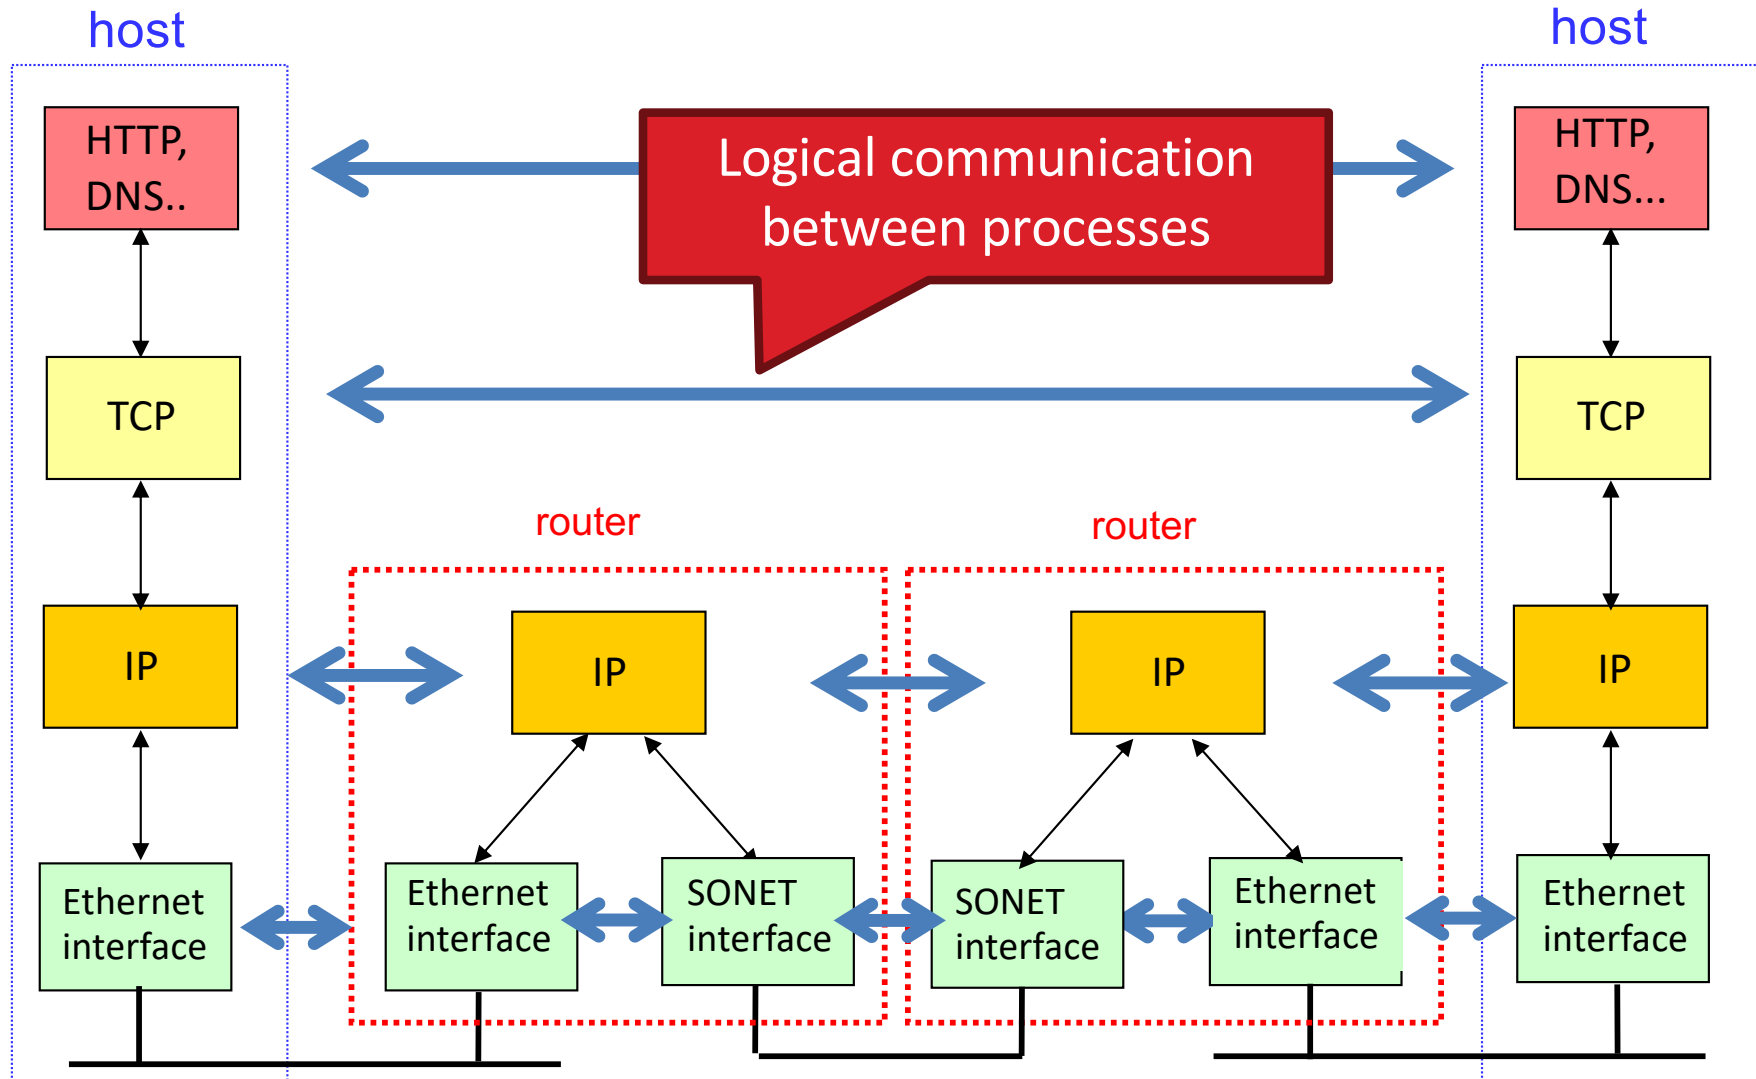 host
host
HTTP,
DNS..
Logical communication
between processes
HTTP,
DNS...
TCP
TCP
router
router
IP
IP
IP
IP
Ethernet
interface
Ethernet
interface
SONET
interface
SONET
interface
Ethernet
interface
Ethernet
interface